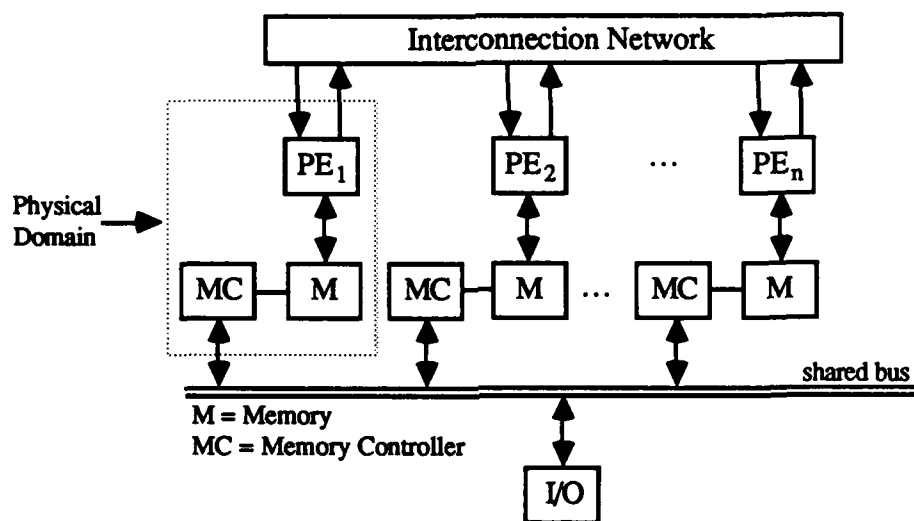 Interconnection Network
PE1 PE2 ... PEn
Physical
Domain
MC M MC M ... MC M
shared bus
M = Memory
MC = Memory Controller
I/O